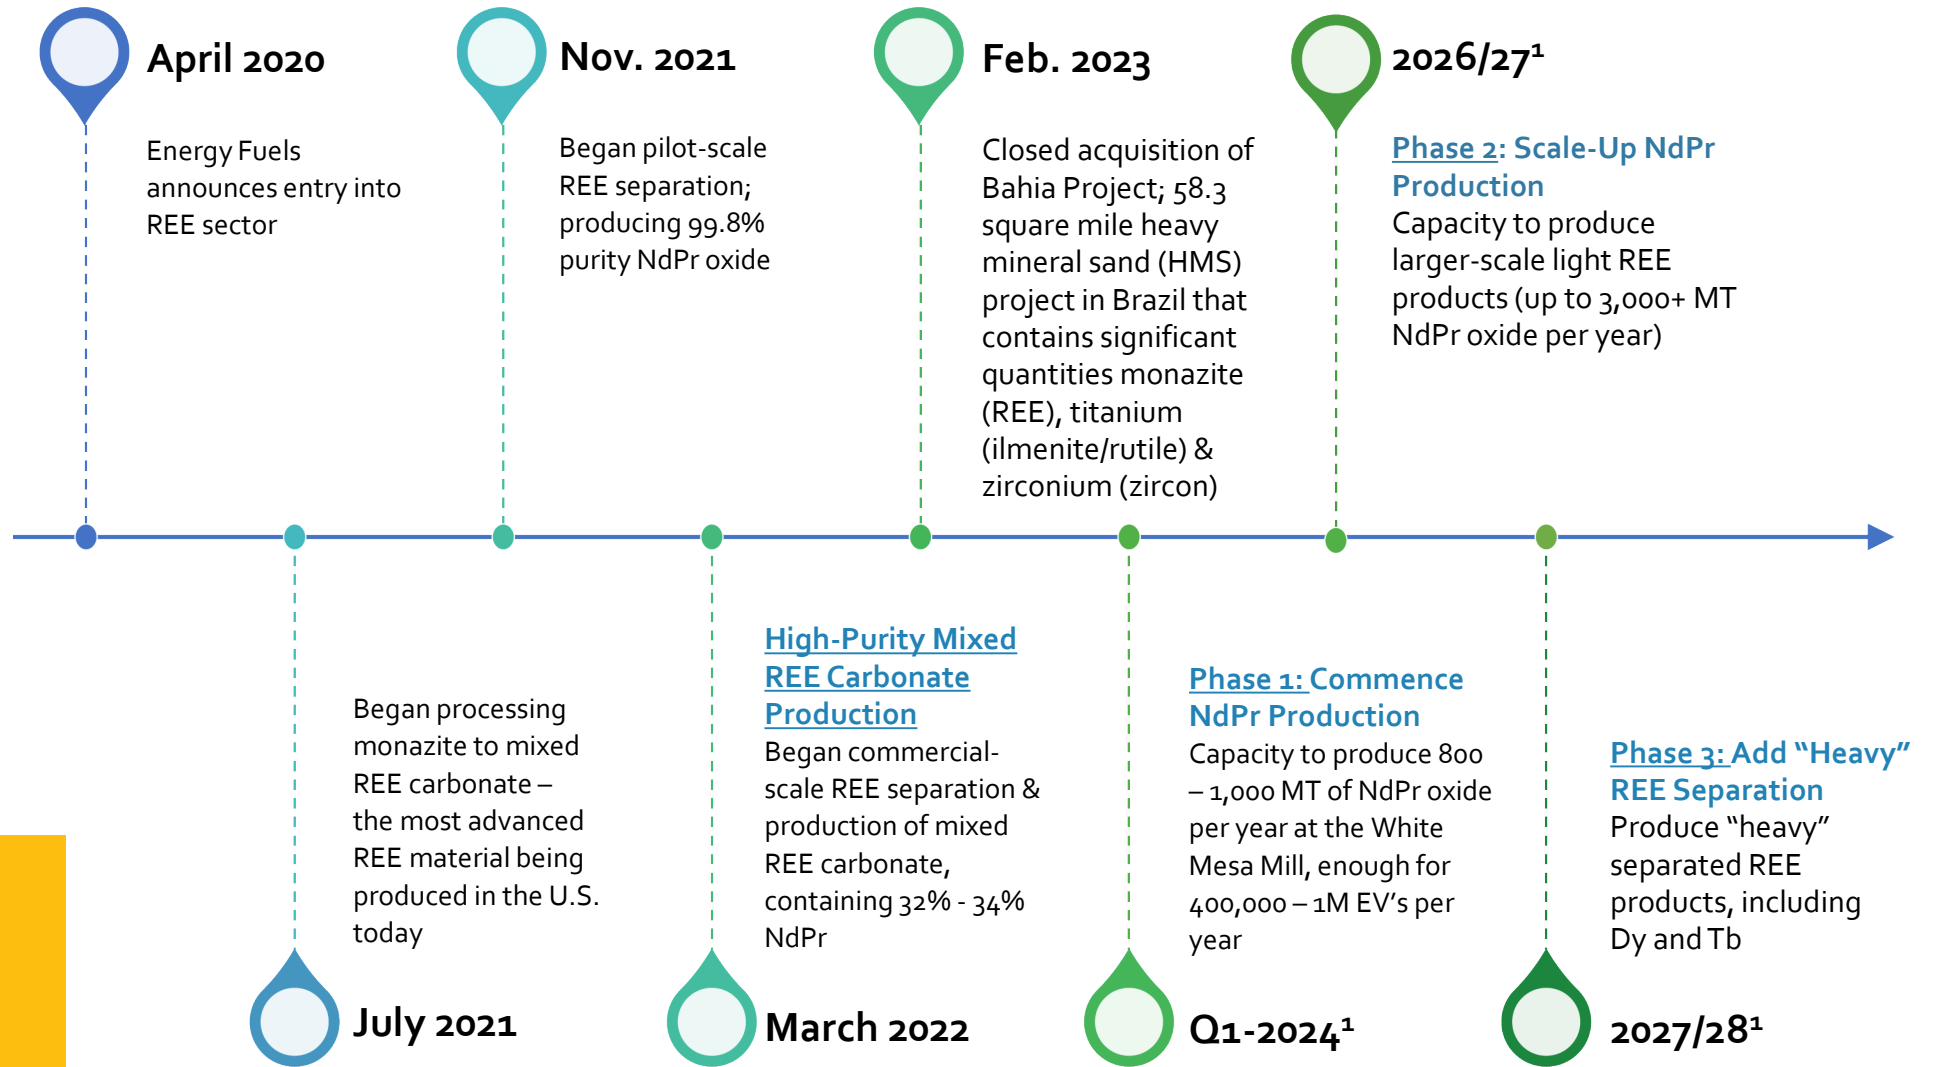 April 2020
Energy Fuels
announces entry into
REE sector
Nov. 2021
Began pilot-scale
REE separation;
producing 99.8%
purity NdPr oxide
Feb. 2023
Closed acquisition of
Bahia Project; 58.3
square mile heavy
mineral sand (HMS)
project in Brazil that
contains significant
quantities monazite
(REE), titanium
(ilmenite/rutile) &
zirconium (zircon)
2026/27¹
Phase 2: Scale-Up NdPr
Production
Capacity to produce
larger-scale light REE
products (up to 3,000+ MT
NdPr oxide per year)
Began processing
monazite to mixed
REE carbonate –
the most advanced
REE material being
produced in the U.S.
today
July 2021
High-Purity Mixed
REE Carbonate
Production
Began commercial-
scale REE separation &
production of mixed
REE carbonate,
containing 32% - 34%
NdPr
March 2022
Phase 1: Commence
NdPr Production
Capacity to produce 800
– 1,000 MT of NdPr oxide
per year at the White
Mesa Mill, enough for
400,000 – 1M EV’s per
year
Q1-2024¹
Phase 3: Add “Heavy”
REE Separation
Produce “heavy”
separated REE
products, including
Dy and Tb
2027/28¹